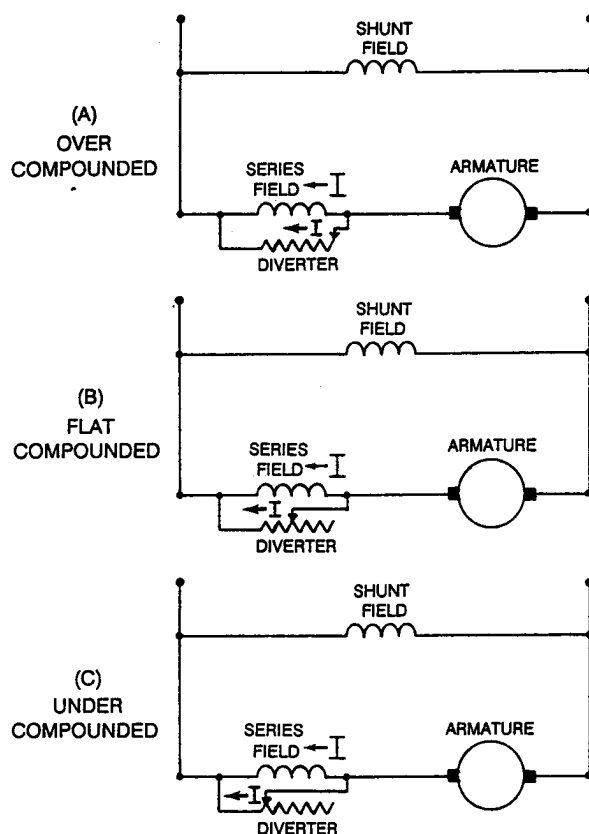 SHUNT
FIELD
(A)
OVER
COMPOUNDED
SERIES
FIELD I
ARMATURE
I
DIVERTER
SHUNT
FIELD
(B)
FLAT
COMPOUNDED
SERIES
FIELD I
ARMATURE
I
DIVERTER
SHUNT
FIELD
(C)
UNDER
COMPOUNDED
SERIES
FIELD I
ARMATURE
I
DIVERTER